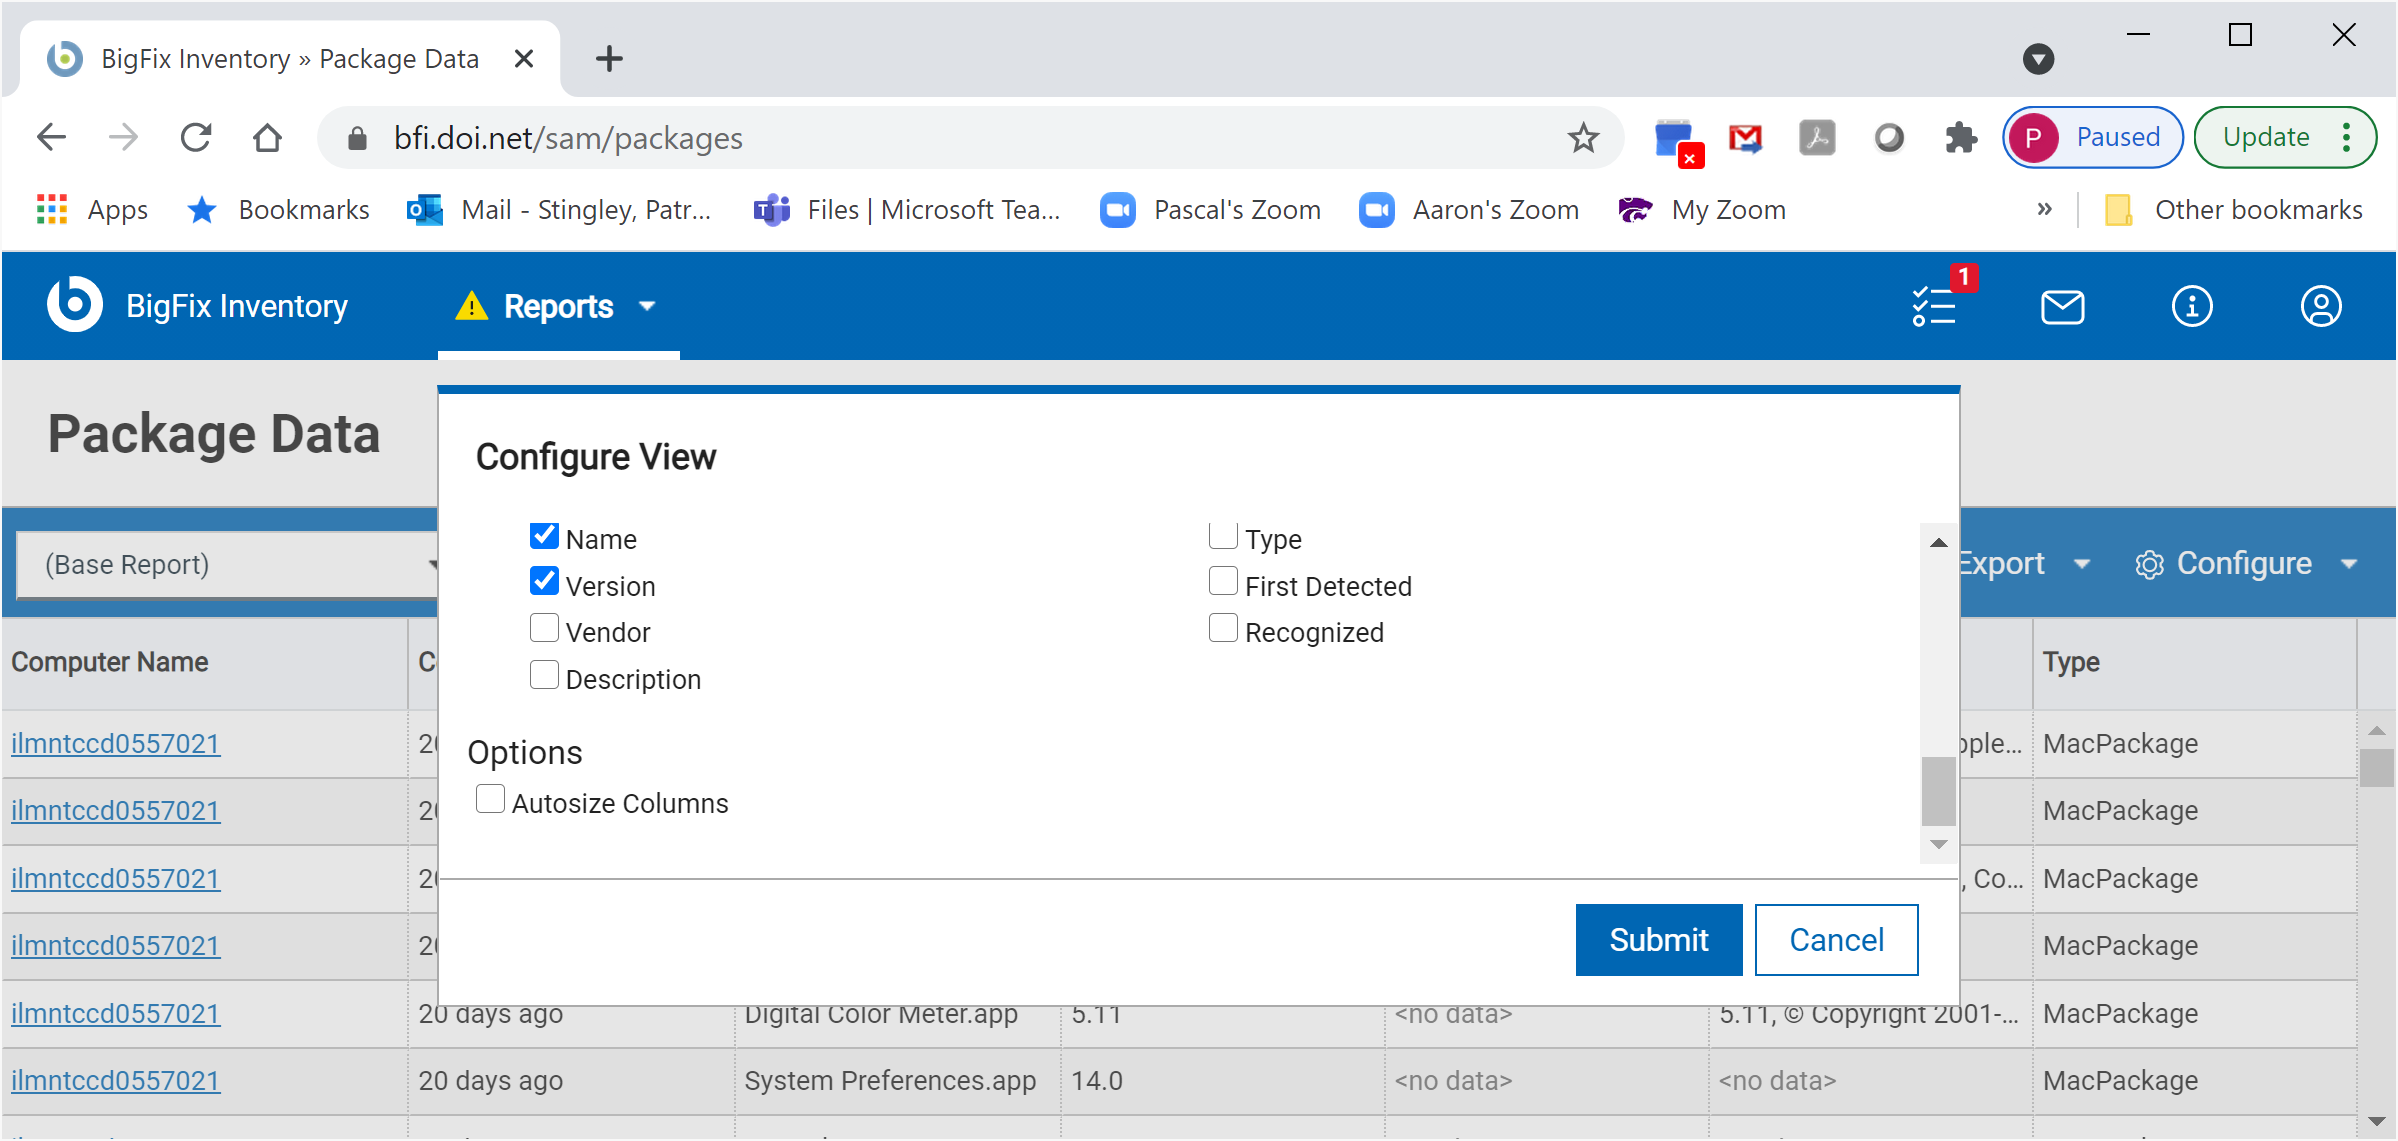 BigFix Inventory » Package Data
bfi.doi.net/sam/packages
P Paused
Update
Apps Bookmarks Mail - Stingley, Patr... Files | Microsoft Tea... Pascal's Zoom Aaron's Zoom My Zoom » Other bookmarks
BigFix Inventory Reports 1
Package Data
Configure View
Name
Version
Vendor
Description
Type
First Detected
Recognized
Options
Autosize Columns
Submit Cancel
(Base Report) Export Configure
Computer Name Type
ilmntccd0557021 MacPackage
ilmntccd0557021 MacPackage
ilmntccd0557021 , Co... MacPackage
ilmntccd0557021 MacPackage
ilmntccd0557021 20 days ago Digital Color Meter.app 5.11 <no data> 5.11, © Copyright 2001-... MacPackage
ilmntccd0557021 20 days ago System Preferences.app 14.0 <no data> <no data> MacPackage